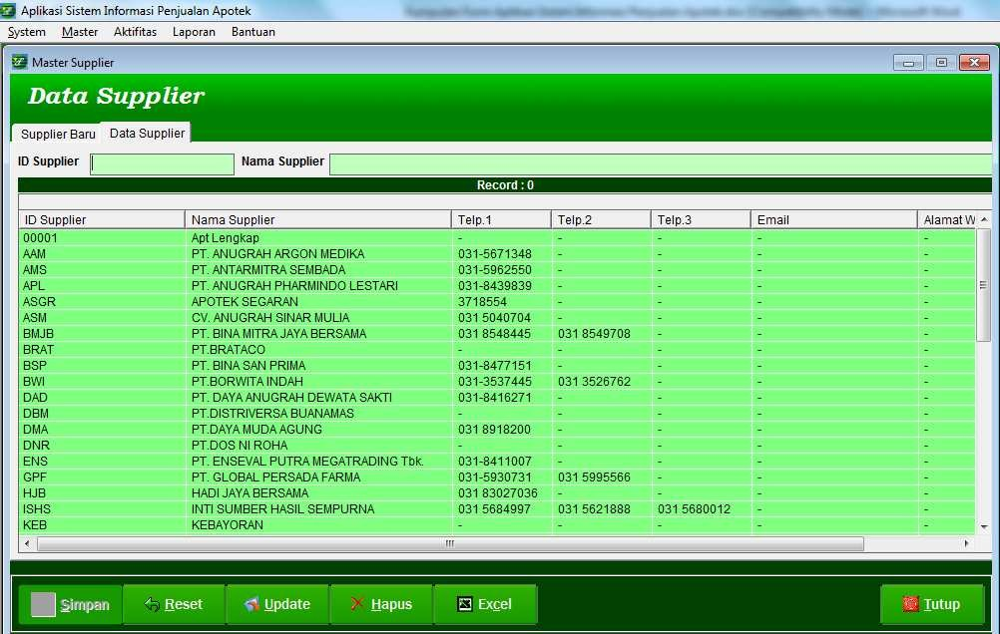 Aplikasi Sistem Informasi Penjualan Apotek
System Master Aktifitas Laporan Bantuan
Master Supplier
Data Supplier
Supplier Baru Data Supplier
ID Supplier Nama Supplier
Record : 0
ID Supplier Nama Supplier Telp.1 Telp.2 Telp.3 Email Alamat W
00001 Apt Lengkap - - - - -
AAM PT. ANUGRAH ARGON MEDIKA 031-5671348 - - - -
AMS PT. ANTARMITRA SEMBADA 031-5962550 - - - -
APL PT. ANUGRAH PHARMINDO LESTARI 031-8439839 - - - -
ASGR APOTEK SEGARAN 3718554 - - - -
ASM CV. ANUGRAH SINAR MULIA 031 5040704 - - - -
BMJB PT. BINA MITRA JAYA BERSAMA 031 8548445 031 8549708 - - -
BRAT PT.BRATACO - - - - -
BSP PT. BINA SAN PRIMA 031-8477151 - - - -
BWI PT.BORWITA INDAH 031-3537445 031 3526762 - - -
DAD PT. DAYA ANUGRAH DEWATA SAKTI 031-8416271 - - - -
DBM PT.DISTRIVERSA BUANAMAS - - - - -
DMA PT.DAYA MUDA AGUNG 031 8918200 - - - -
DNR PT.DOS NI ROHA - - - - -
ENS PT. ENSEVAL PUTRA MEGATRADING Tbk. 031-8411007 - - - -
GPF PT. GLOBAL PERSADA FARMA 031-5930731 031 5995566 - - -
HJB HADI JAYA BERSAMA 031 83027036 - - - -
ISHS INTI SUMBER HASIL SEMPURNA 031 5684997 031 5621888 031 5680012 - -
KEB KEBAYORAN - - - - -
Simpan Reset Update Hapus Excel Tutup